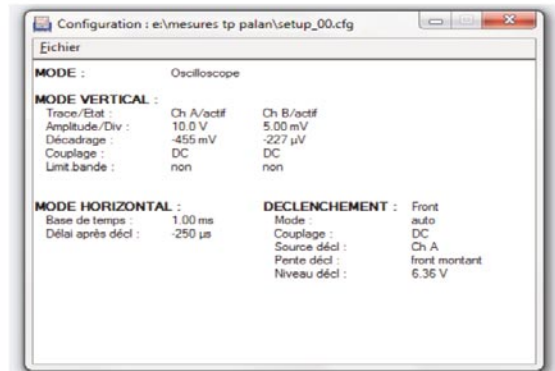 Configuration : e:\mesures tp palan\setup_00.cfg
Fichier
MODE : Oscilloscope
MODE VERTICAL :
Trace/Etat : Ch A/actif Ch B/actif
Amplitude/Div : 10.0 V 5.00 mV
Décadrage : -455 mV -227 µV
Couplage : DC DC
Limit.bande : non non
MODE HORIZONTAL :
Base de temps : 1.00 ms
Délai après décl : -250 µs
DECLENCHEMENT : Front
Mode : auto
Couplage : DC
Source décl : Ch A
Pente décl : front montant
Niveau décl : 6.36 V